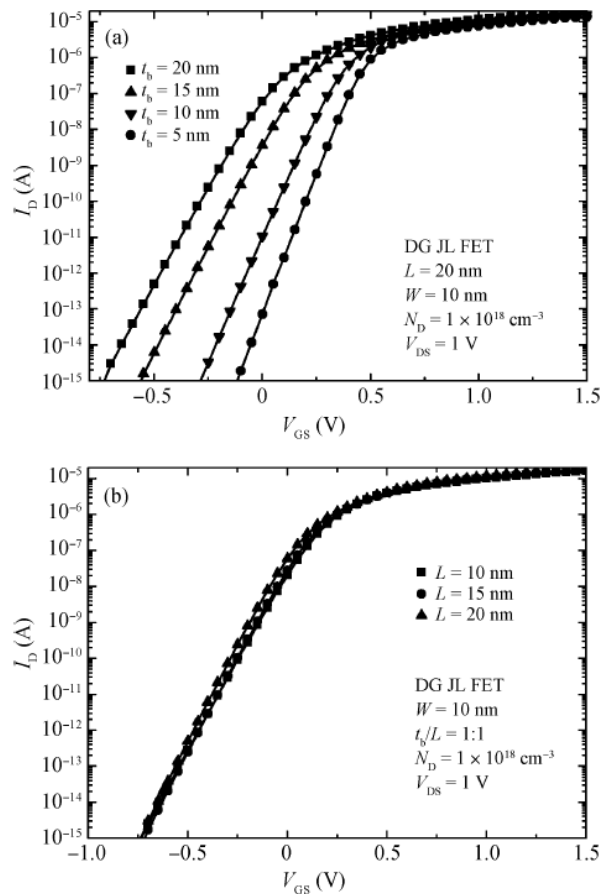 (a)
t_b = 20 nm
t_b = 15 nm
t_b = 10 nm
t_b = 5 nm
DG JL FET
L = 20 nm
W = 10 nm
N_D = 1 × 10^18 cm^−3
V_DS = 1 V
I_D (A)
10^−5
10^−6
10^−7
10^−8
10^−9
10^−10
10^−11
10^−12
10^−13
10^−14
10^−15
−0.5 0 0.5 1.0 1.5
V_GS (V)
(b)
L = 10 nm
L = 15 nm
L = 20 nm
DG JL FET
W = 10 nm
t_b/L = 1:1
N_D = 1 × 10^18 cm^−3
V_DS = 1 V
I_D (A)
10^−5
10^−6
10^−7
10^−8
10^−9
10^−10
10^−11
10^−12
10^−13
10^−14
10^−15
−1.0 −0.5 0 0.5 1.0 1.5
V_GS (V)